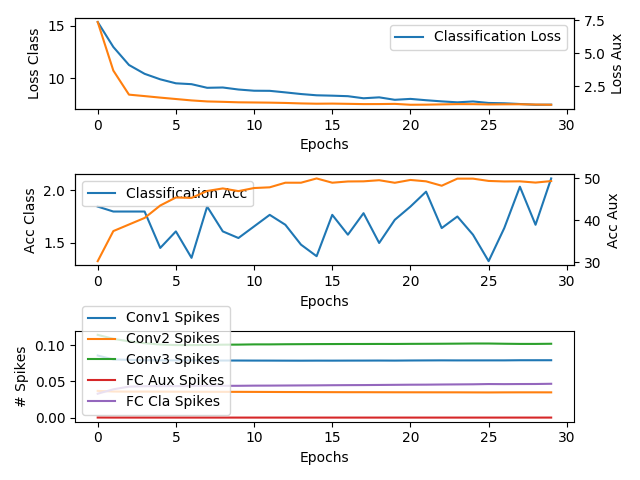 15
10
Loss Class
Classification Loss
7.5
5.0
2.5
Loss Aux
0 5 10 15 20 25 30
Epochs
2.0
1.5
Acc Class
Classification Acc
50
40
30
Acc Aux
0 5 10 15 20 25 30
Epochs
Conv1 Spikes
Conv2 Spikes
Conv3 Spikes
FC Aux Spikes
FC Cla Spikes
0.10
0.05
0.00
# Spikes
0 5 10 15 20 25 30
Epochs